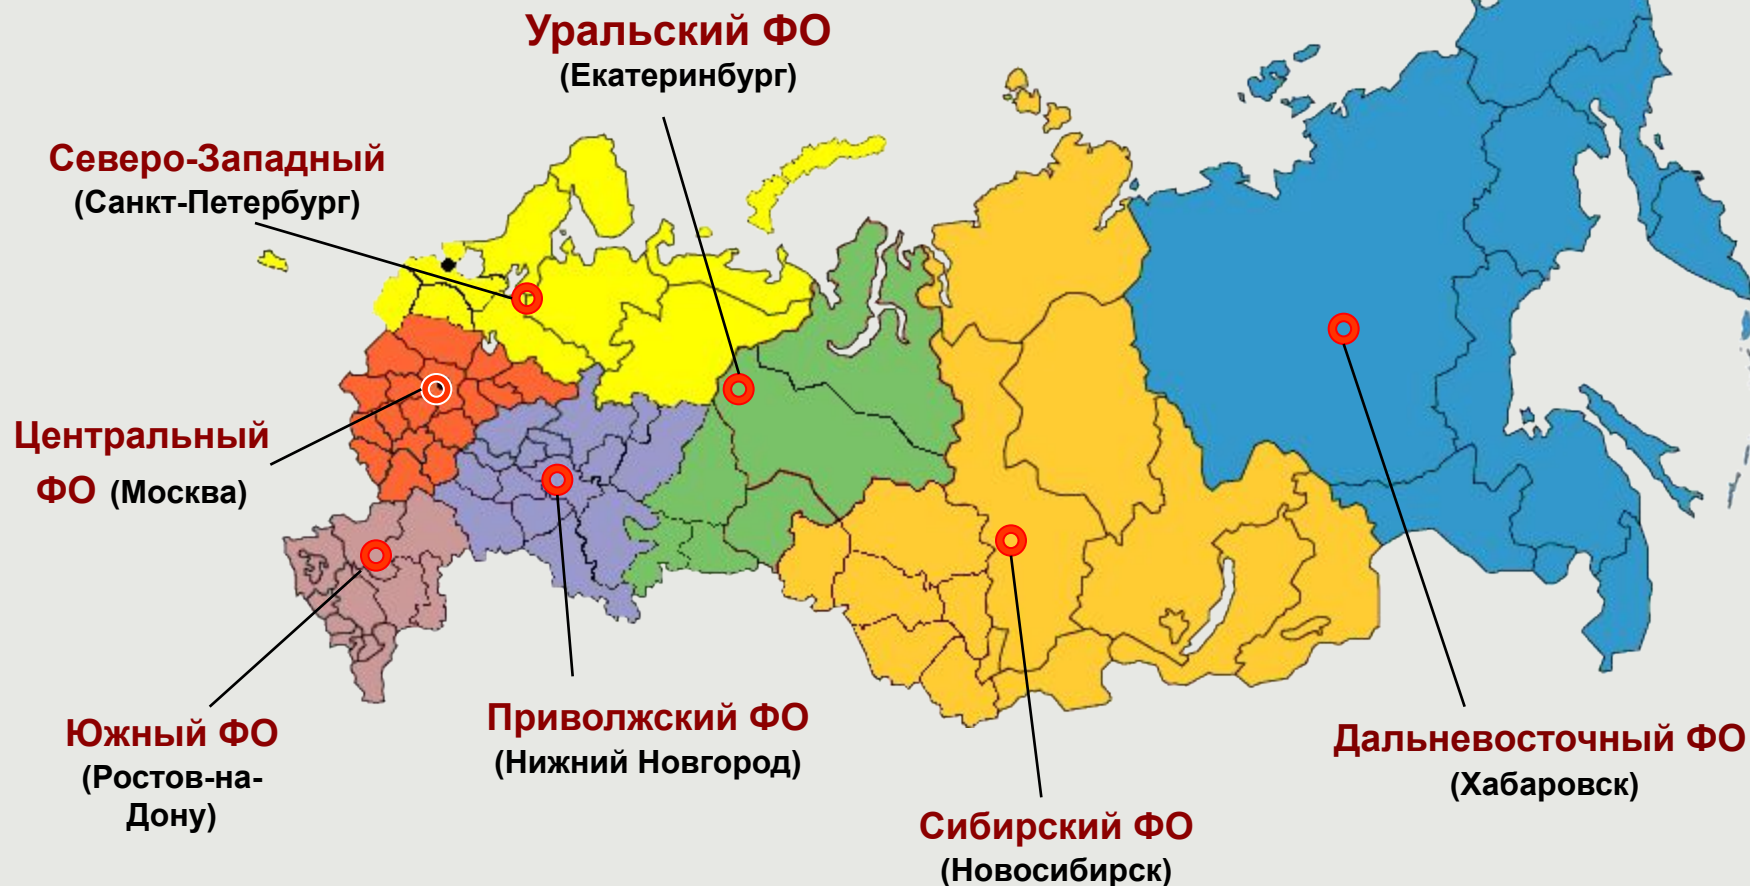 Уральский ФО
(Екатеринбург)
Северо-Западный
(Санкт-Петербург)
Центральный
ФО (Москва)
Южный ФО
(Ростов-на-
Дону)
Приволжский ФО
(Нижний Новгород)
Сибирский ФО
(Новосибирск)
Дальневосточный ФО
(Хабаровск)